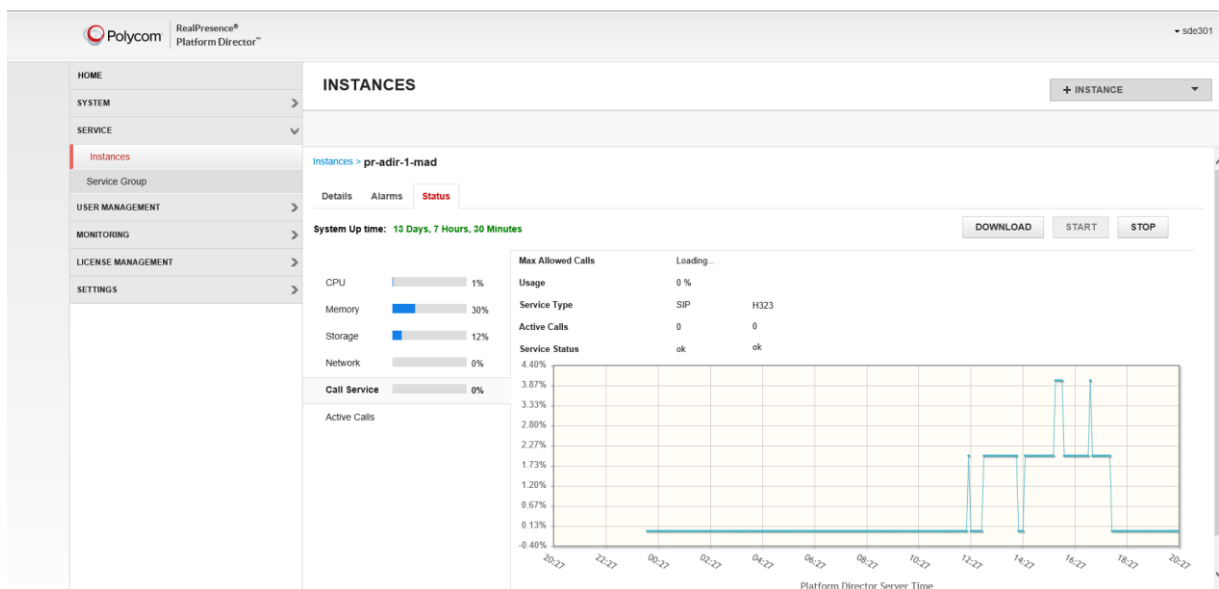 Polycom
RealPresence®
Platform Director™
sde301
HOME
SYSTEM
SERVICE
Instances
Service Group
USER MANAGEMENT
MONITORING
LICENSE MANAGEMENT
SETTINGS
INSTANCES
+ INSTANCE
Instances > pr-adir-1-mad
Details Alarms Status
System Up time: 13 Days, 7 Hours, 30 Minutes
DOWNLOAD START STOP
CPU 1%
Memory 30%
Storage 12%
Network 0%
Call Service 0%
Active Calls
Max Allowed Calls Loading...
Usage 0 %
Service Type SIP H323
Active Calls 0 0
Service Status ok ok
4.40%
3.87%
3.33%
2.80%
2.27%
1.73%
1.20%
0.67%
0.13%
-0.40%
20:27 22:27 00:27 02:27 04:27 06:27 08:27 10:27 12:27 14:27 16:27 18:27 20:27
Platform Director Server Time